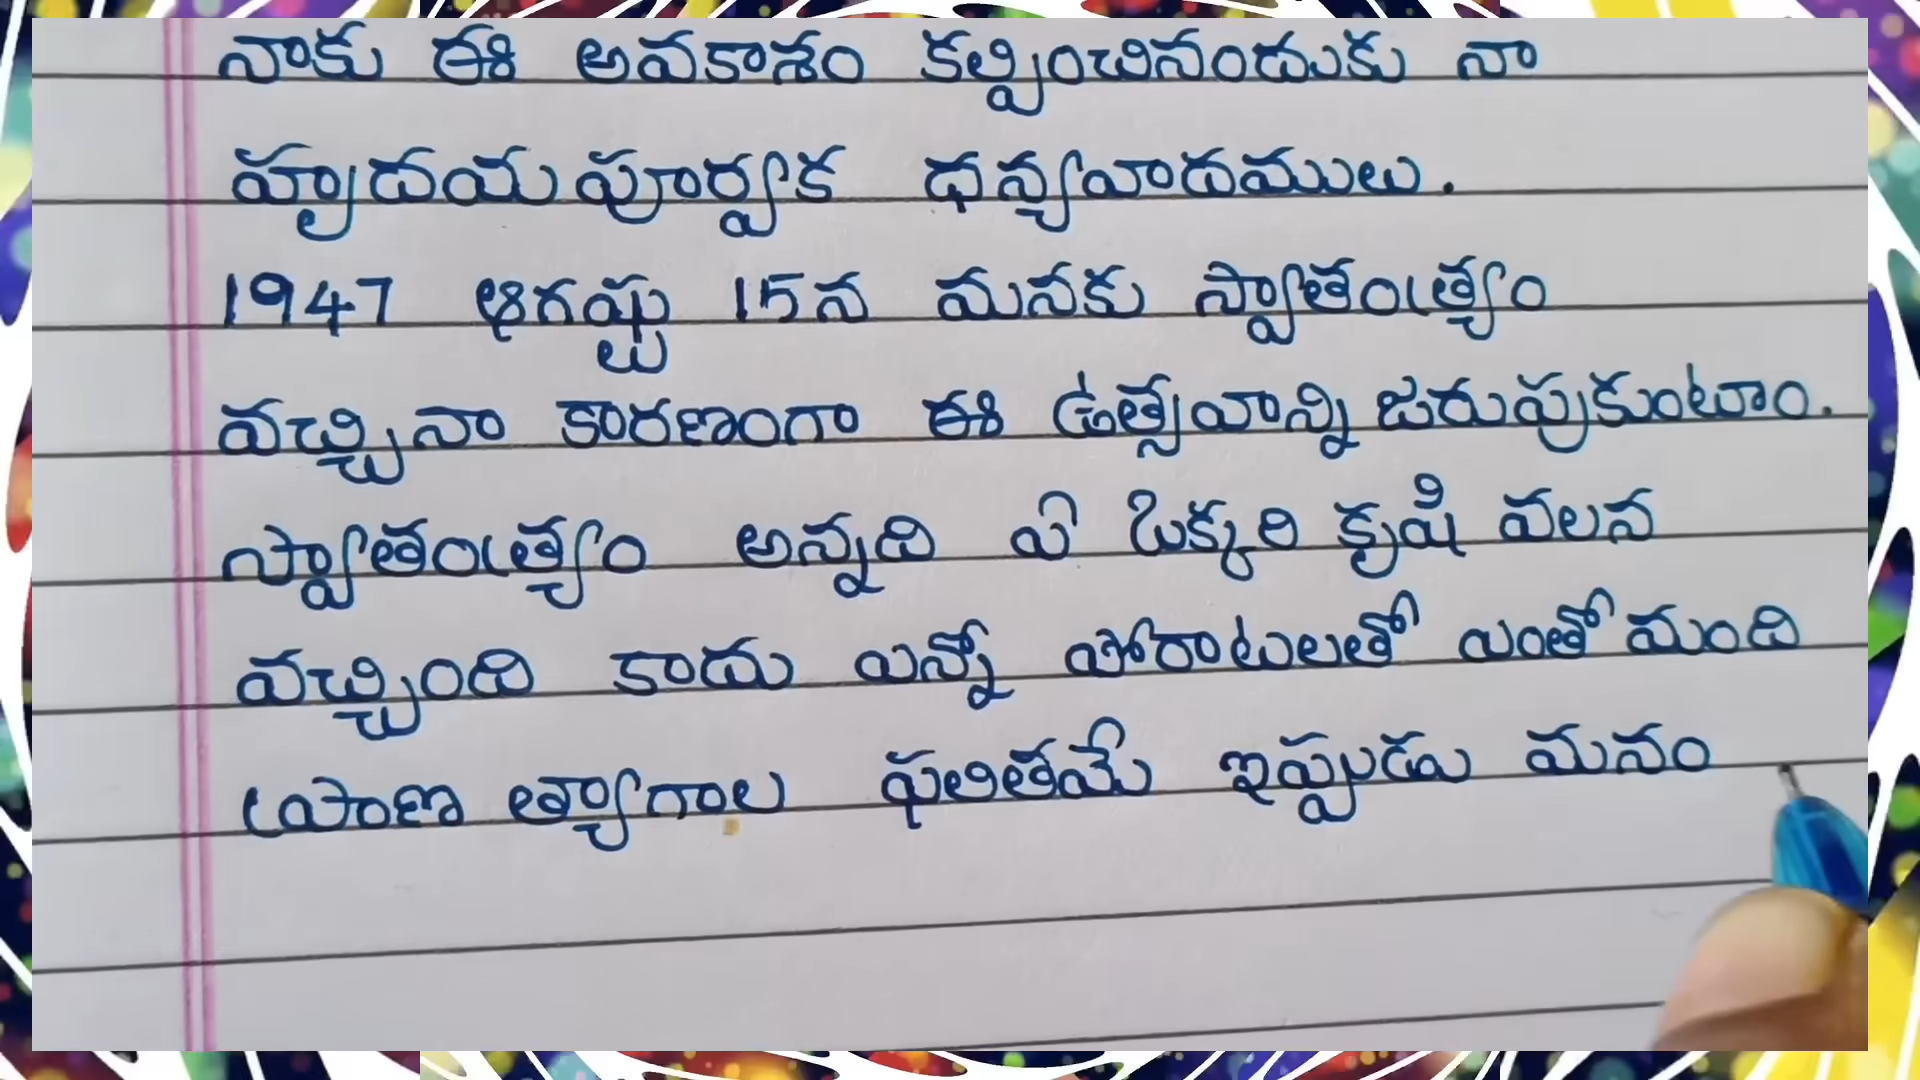 నాకు ఈ అవకాశం కల్పించినందుకు నా
హృదయపూర్వక ధన్యవాదములు.
1947 ఆగష్టు 15న మనకు స్వాతంత్ర్యం
వచ్చినా కారణంగా ఈ ఉత్సవాన్ని జరుపుకుంటాం.
స్వాతంత్ర్యం అన్నది ఏ ఒక్కరి కృషి వలన
వచ్చింది కాదు ఎన్నో పోరాటలతో ఎంతోమంది
ప్రాణ త్యాగాల ఫలితమే ఇప్పుడు మనం